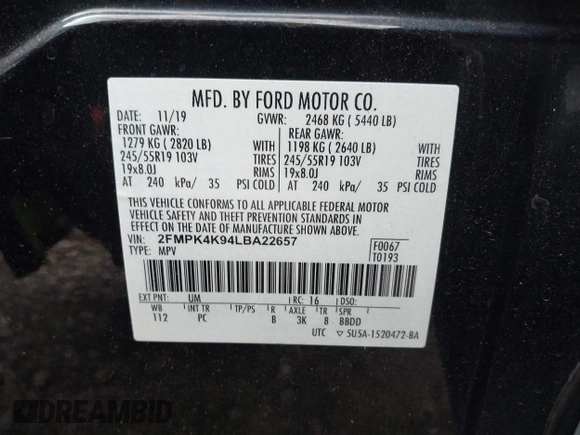 MFD. BY FORD MOTOR CO.
DATE: 11/19 GVWR: 2468 KG ( 5440 LB)
FRONT GAWR: REAR GAWR:
1279 KG ( 2820 LB) WITH 1198 KG ( 2640 LB) WITH
245/55R19 103V TIRES 245/55R19 103V TIRES
19x8.0J RIMS 19x8.0J RIMS
AT 240 kPa/ 35 PSI COLD AT 240 kPa/ 35 PSI COLD
THIS VEHICLE CONFORMS TO ALL APPLICABLE FEDERAL MOTOR
VEHICLE SAFETY AND THEFT PREVENTION STANDARDS IN
EFFECT ON THE DATE OF MANUFACTURE SHOWN ABOVE.
VIN: 2FMPK4K94LBA22657 F0067
TYPE: MPV T0193
EXT PNT: UM RC: 16 DSO:
WB INT TR TP/PS R AXLE TR SPR
112 PC B 3K 8 BBDD
UTC ▽ SU5A-1520472-BA
DREAMBID